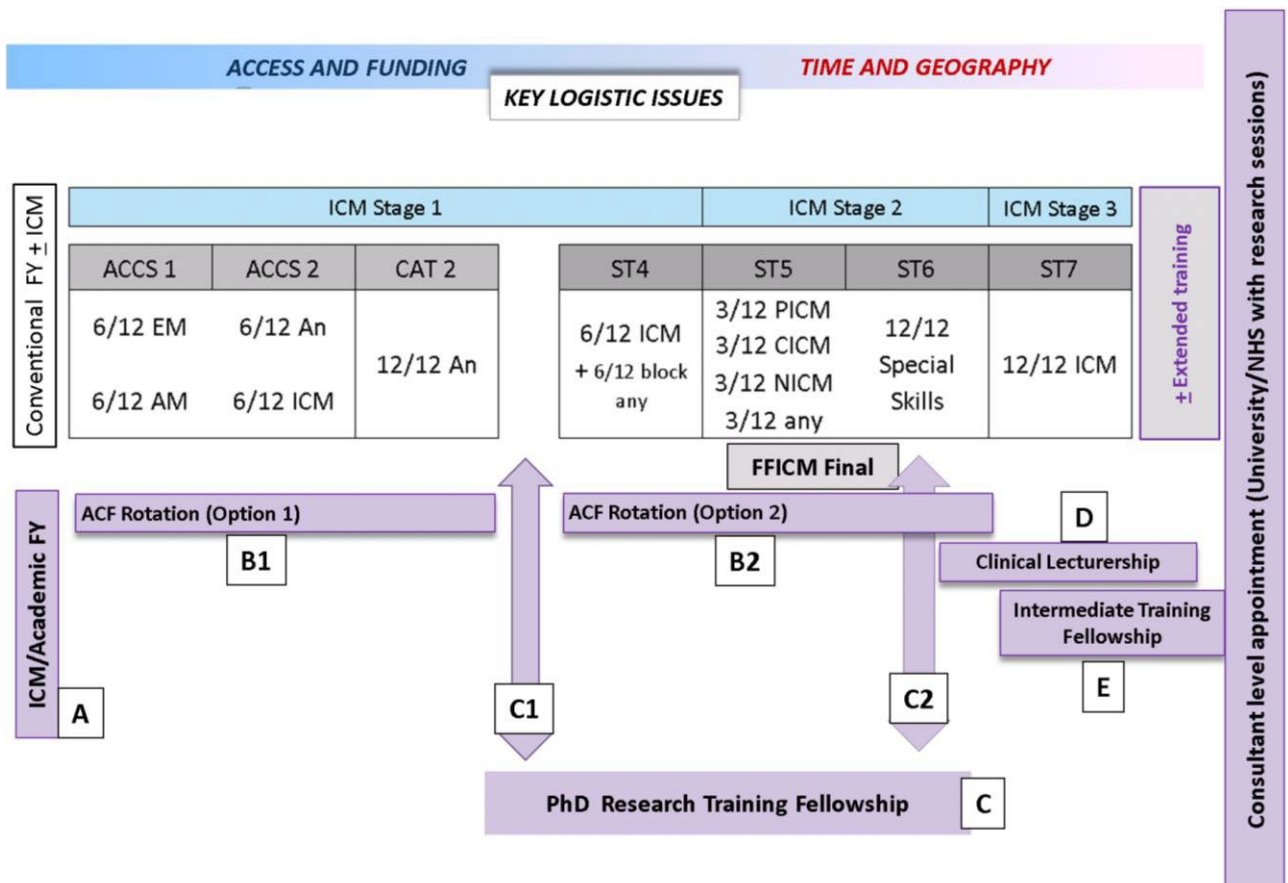 ACCESS AND FUNDING
TIME AND GEOGRAPHY
KEY LOGISTIC ISSUES
Conventional FY ± ICM
ICM Stage 1
ICM Stage 2
ICM Stage 3
ACCS 1
ACCS 2
CAT 2
ST4
ST5
ST6
ST7
6/12 EM
6/12 AM
6/12 An
6/12 ICM
12/12 An
6/12 ICM
+ 6/12 block
any
3/12 PICM
3/12 CICM
3/12 NICM
3/12 any
12/12
Special
Skills
12/12 ICM
± Extended training
FFICM Final
ICM/Academic FY
A
ACF Rotation (Option 1)
B1
C1
ACF Rotation (Option 2)
B2
C2
D
Clinical Lecturership
Intermediate Training
Fellowship
E
PhD Research Training Fellowship
C
Consultant level appointment (University/NHS with research sessions)